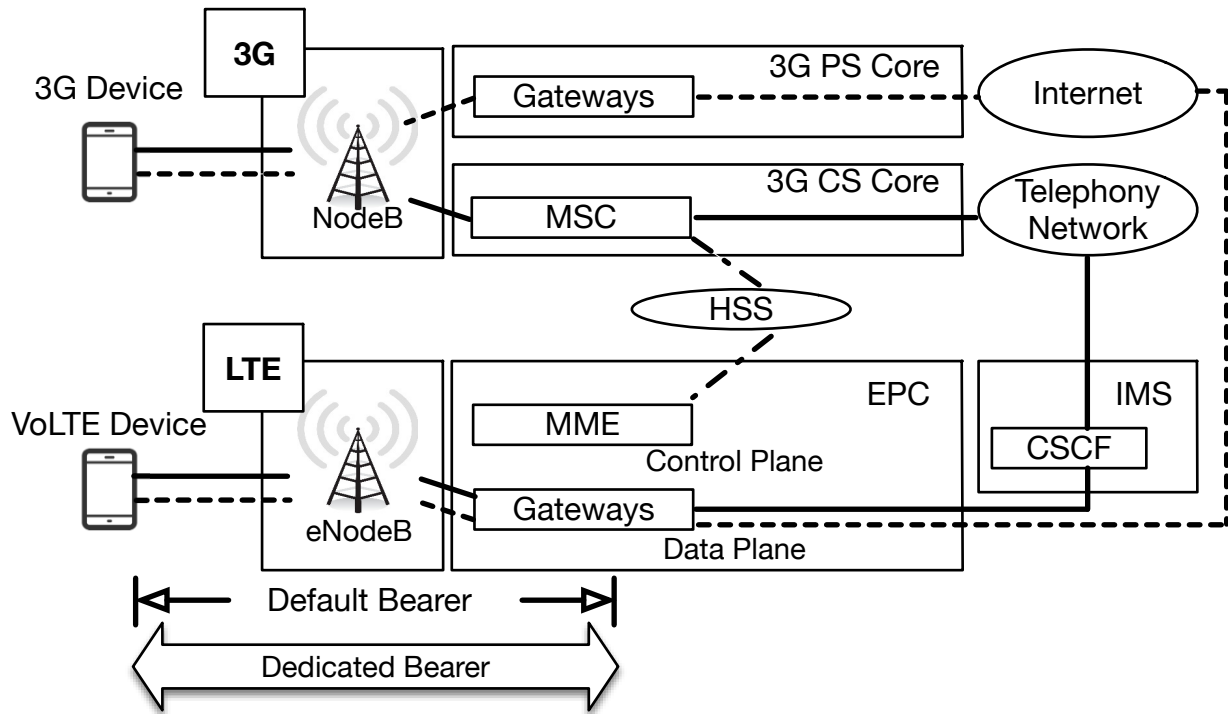 3G
3G Device
NodeB
3G PS Core
Gateways
Internet
3G CS Core
MSC
Telephony
Network
HSS
LTE
VoLTE Device
eNodeB
EPC
MME
Control Plane
Gateways
Data Plane
IMS
CSCF
Default Bearer
Dedicated Bearer